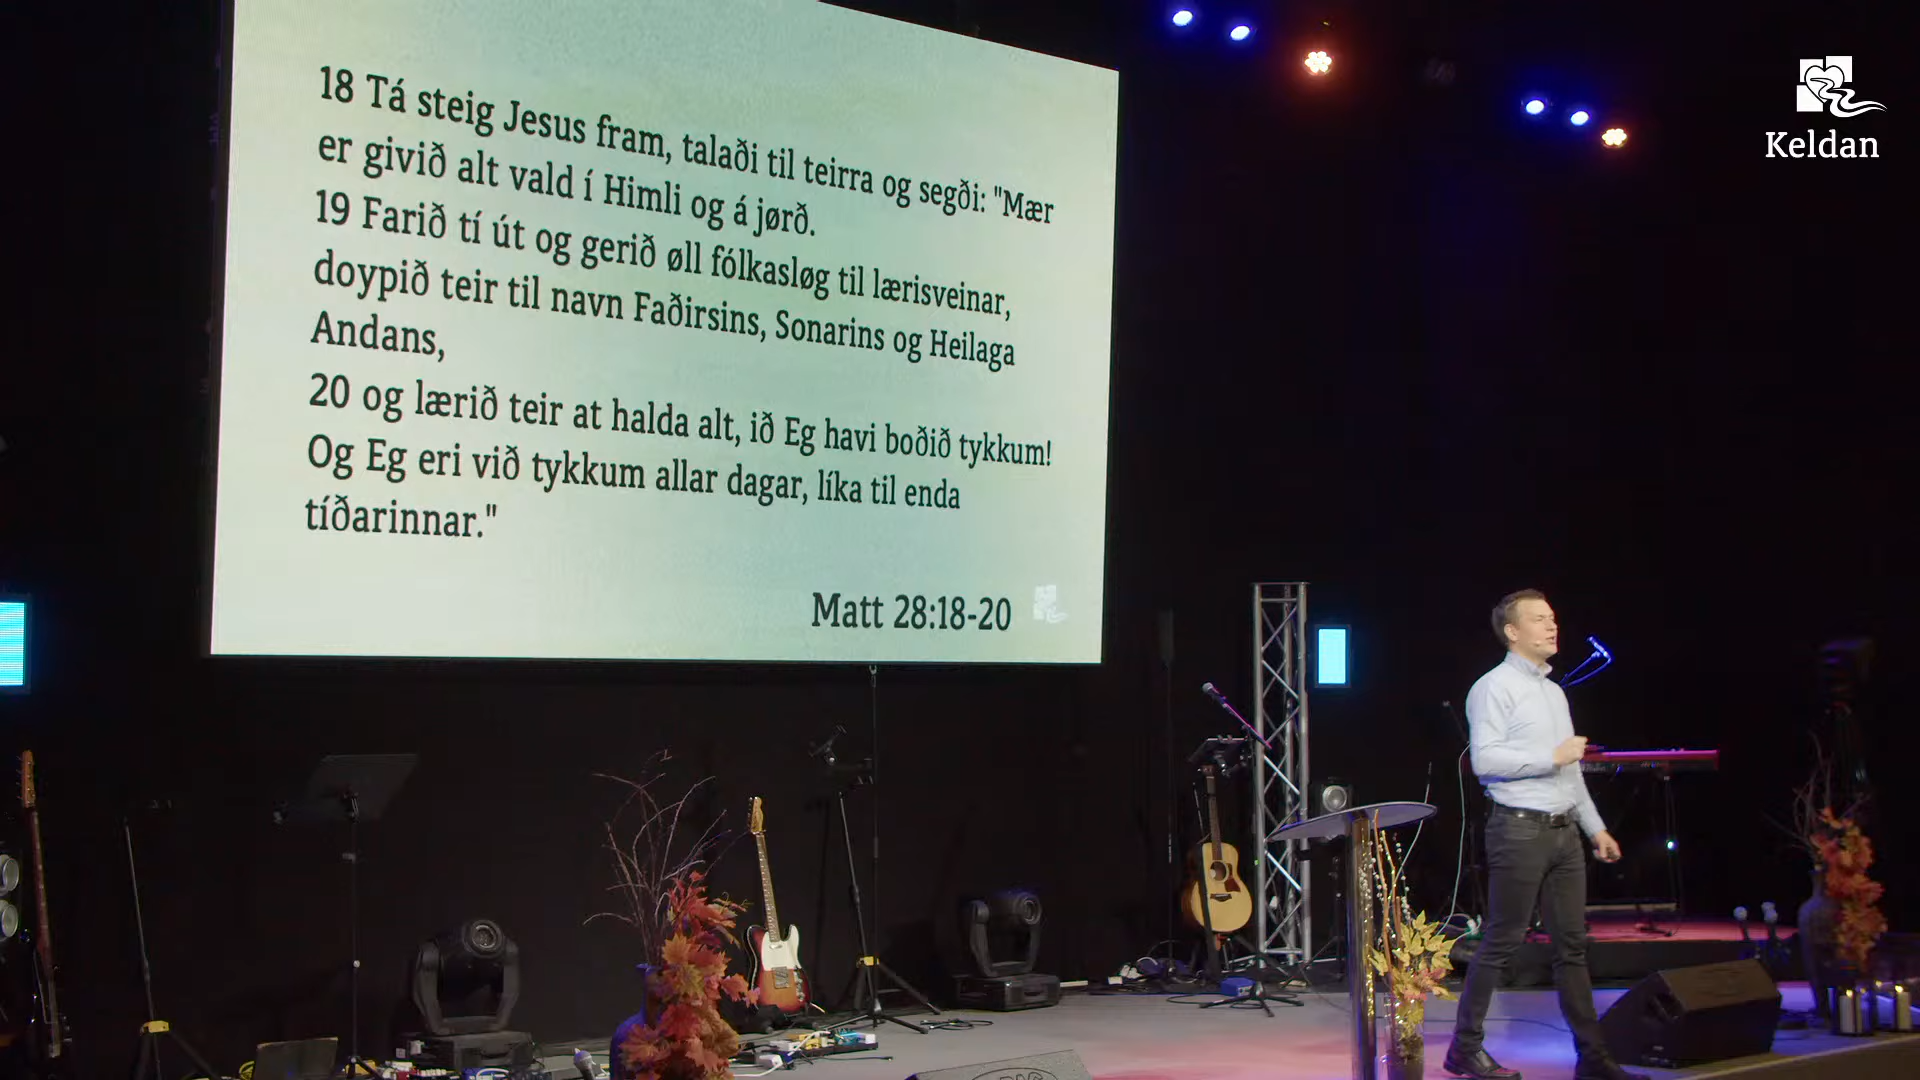 18 Tá steig Jesus fram, talaði til teirra og segði: "Mær
er givið alt vald í Himli og á jørð.
19 Farið tí út og gerið øll fólkasløg til lærisveinar,
doypið teir til navn Faðirsins, Sonarins og Heilaga
Andans,
20 og lærið teir at halda alt, ið Eg havi boðið tykkum!
Og Eg eri við tykkum allar dagar, líka til enda
tíðarinnar."
Matt 28:18-20
Keldan